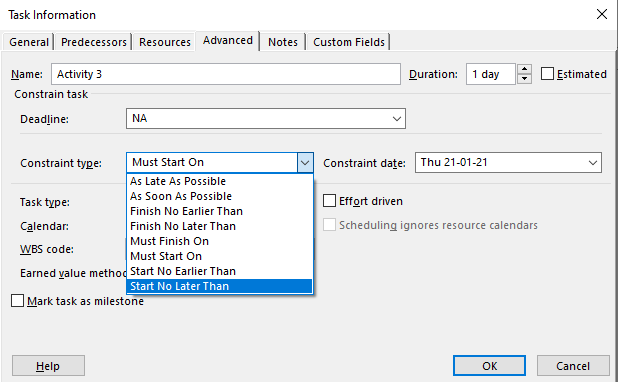 Task Information
General Predecessors Resources Advanced Notes Custom Fields
Name: Activity 3 Duration: 1 day Estimated
Constrain task
Deadline: NA
Constraint type: Must Start On Constraint date: Thu 21-01-21
As Late As Possible
Task type: As Soon As Possible Effort driven
Finish No Earlier Than
Calendar: Finish No Later Than Scheduling ignores resource calendars
Must Finish On
WBS code: Must Start On
Earned value method Start No Earlier Than
Start No Later Than
Mark task as milestone
Help OK Cancel